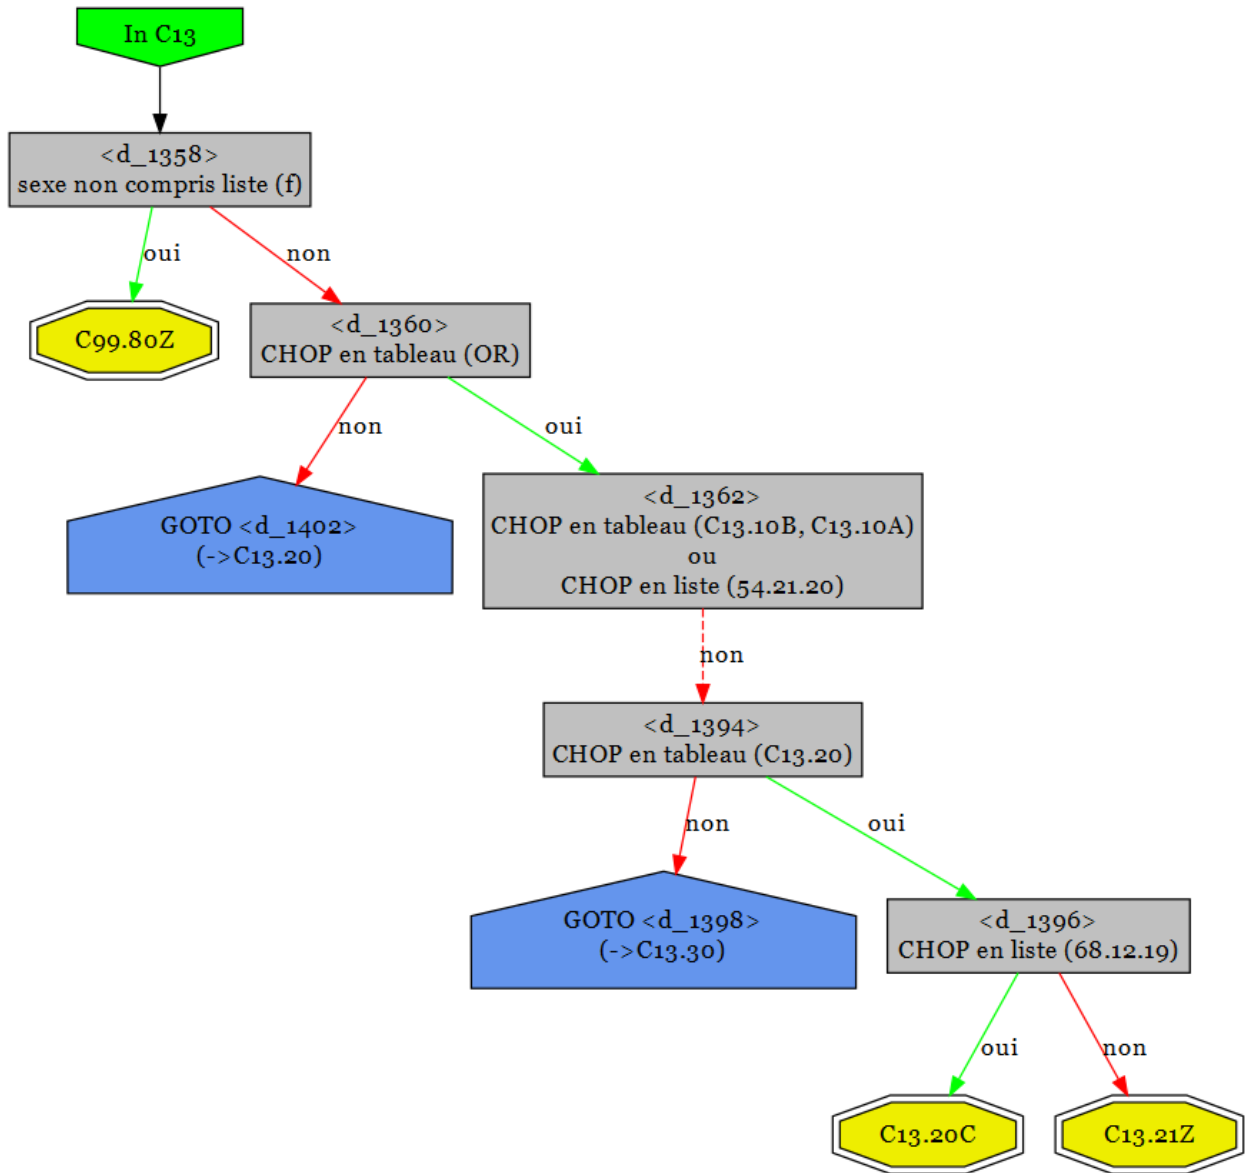 In C13
<d_1358>
sexe non compris liste (f)
oui
non
C99.80Z
<d_1360>
CHOP en tableau (OR)
non
oui
GOTO <d_1402>
(->C13.20)
<d_1362>
CHOP en tableau (C13.10B, C13.10A)
ou
CHOP en liste (54.21.20)
non
<d_1394>
CHOP en tableau (C13.20)
non
oui
GOTO <d_1398>
(->C13.30)
<d_1396>
CHOP en liste (68.12.19)
oui
non
C13.20C
C13.21Z